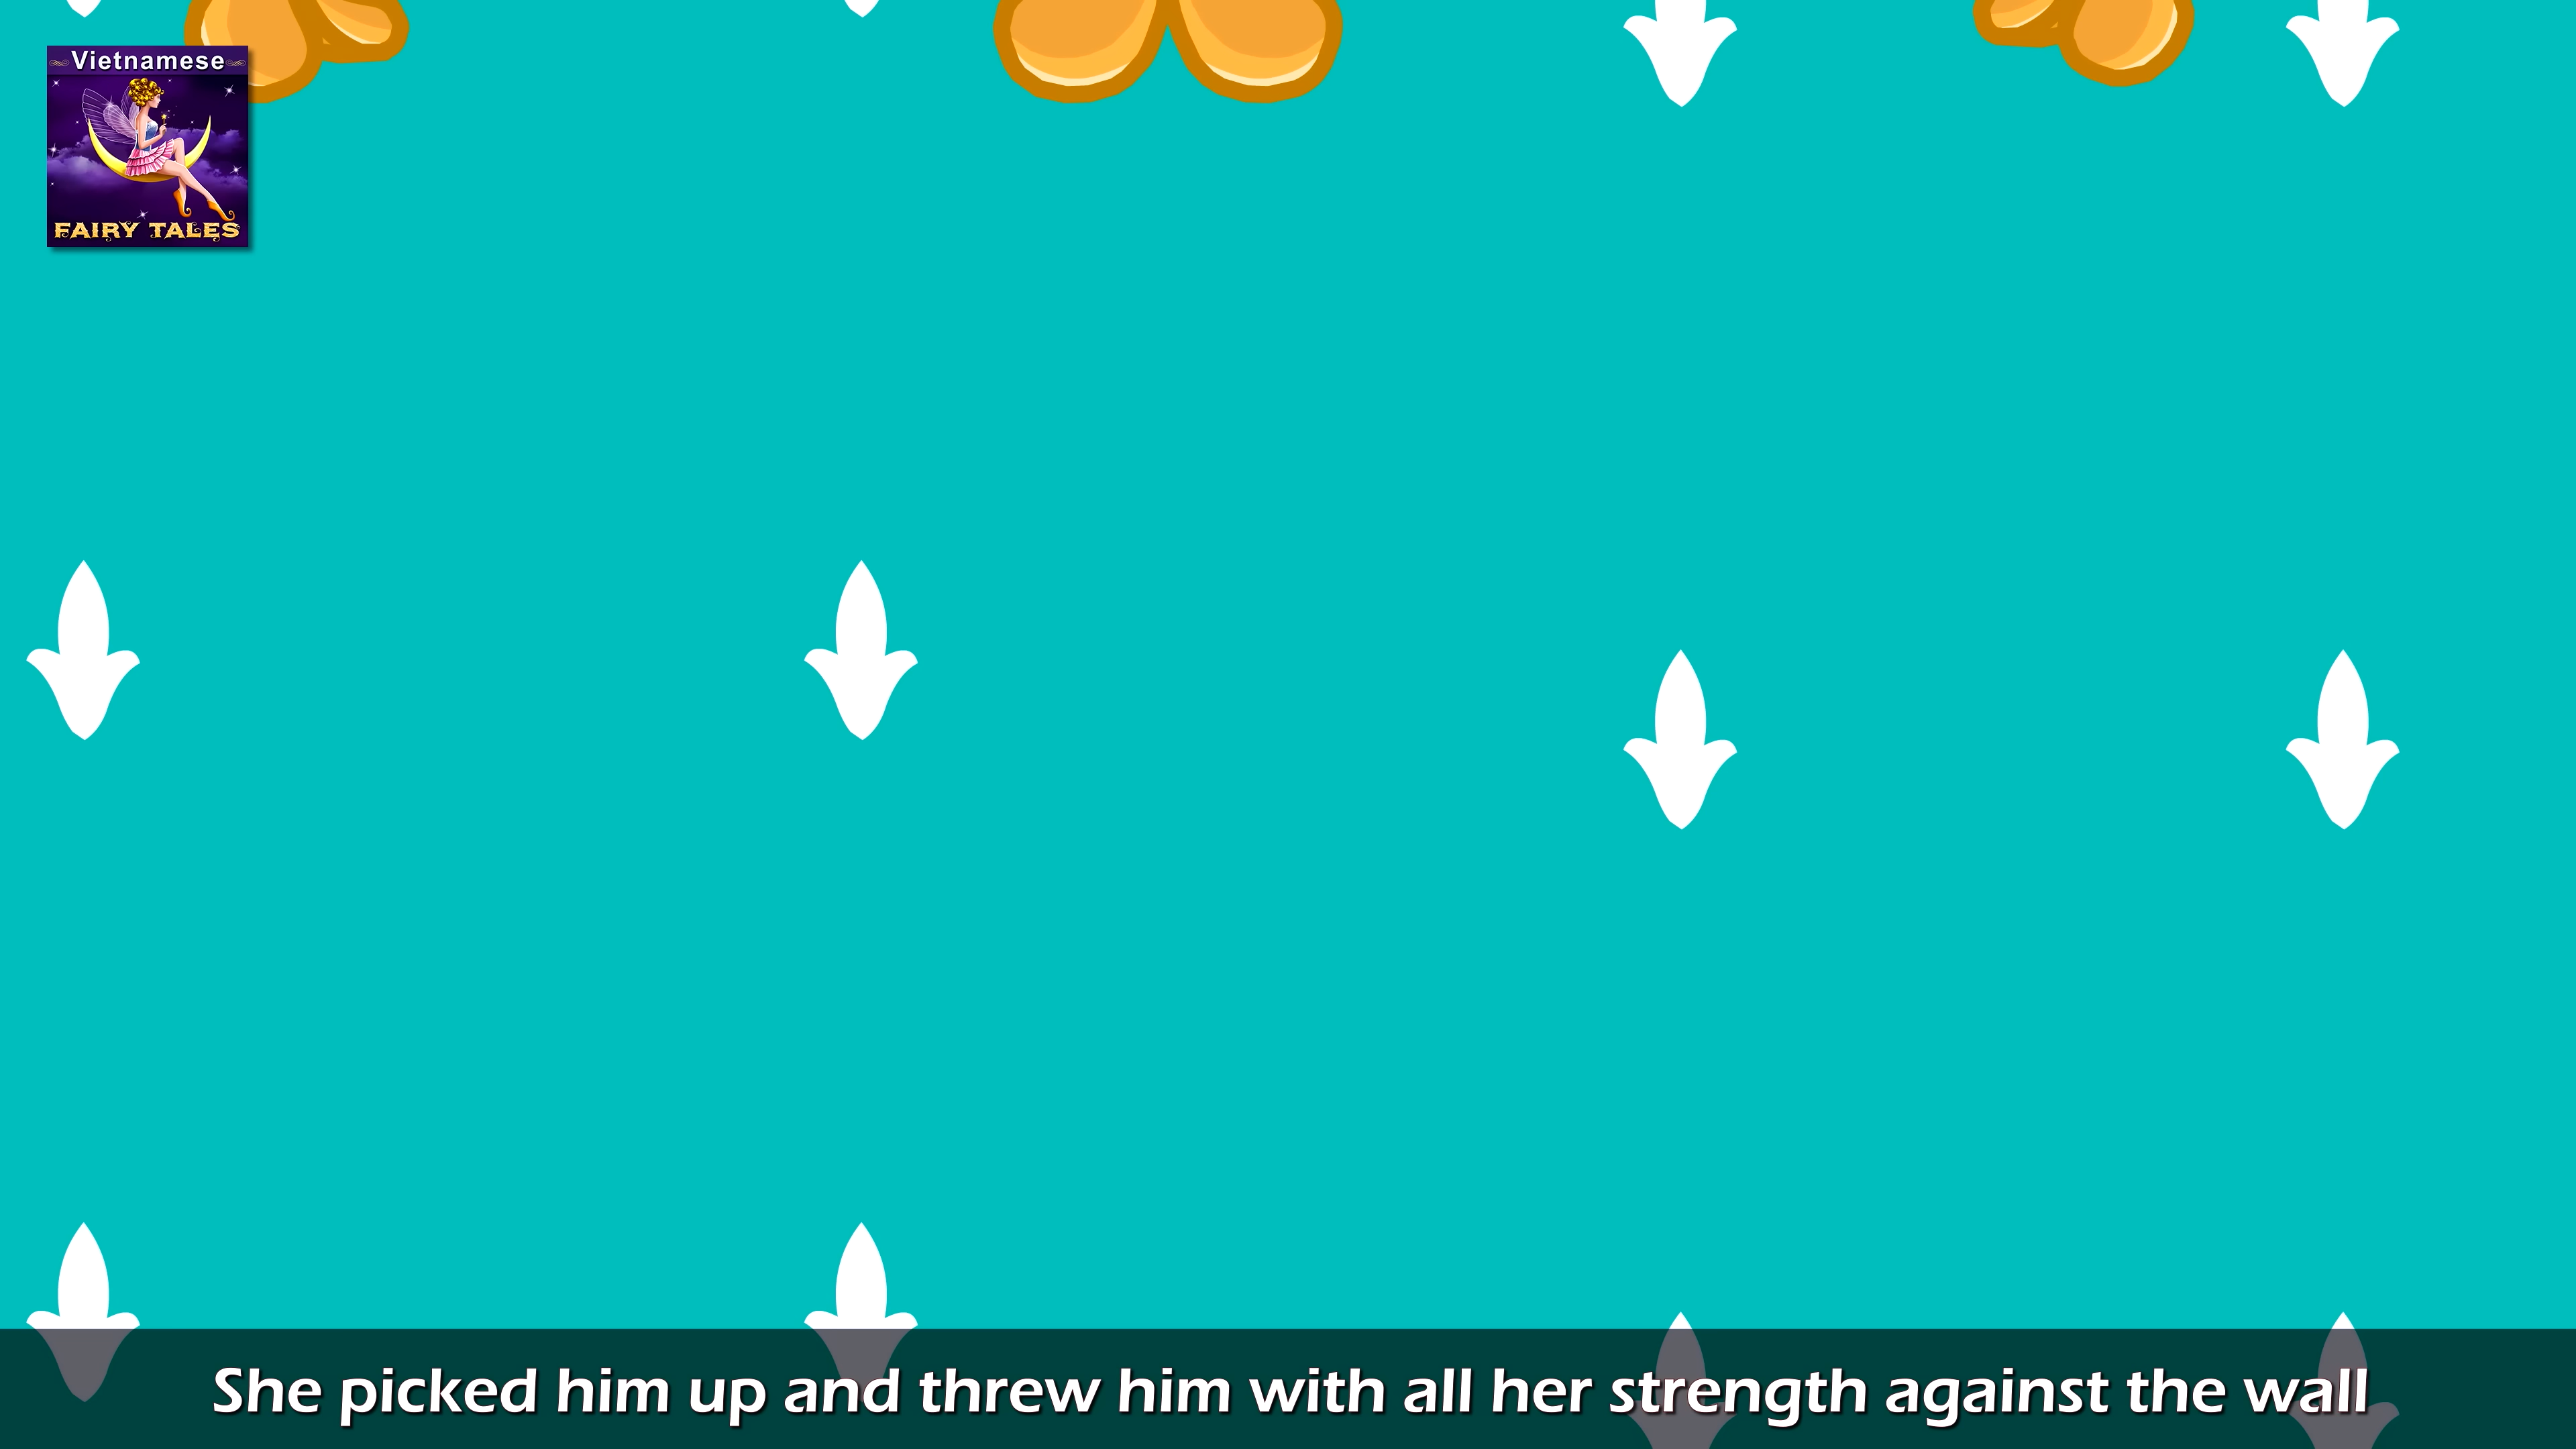 Vietnamese
FAIRY TALES
She picked him up and threw him with all her strength against the wall